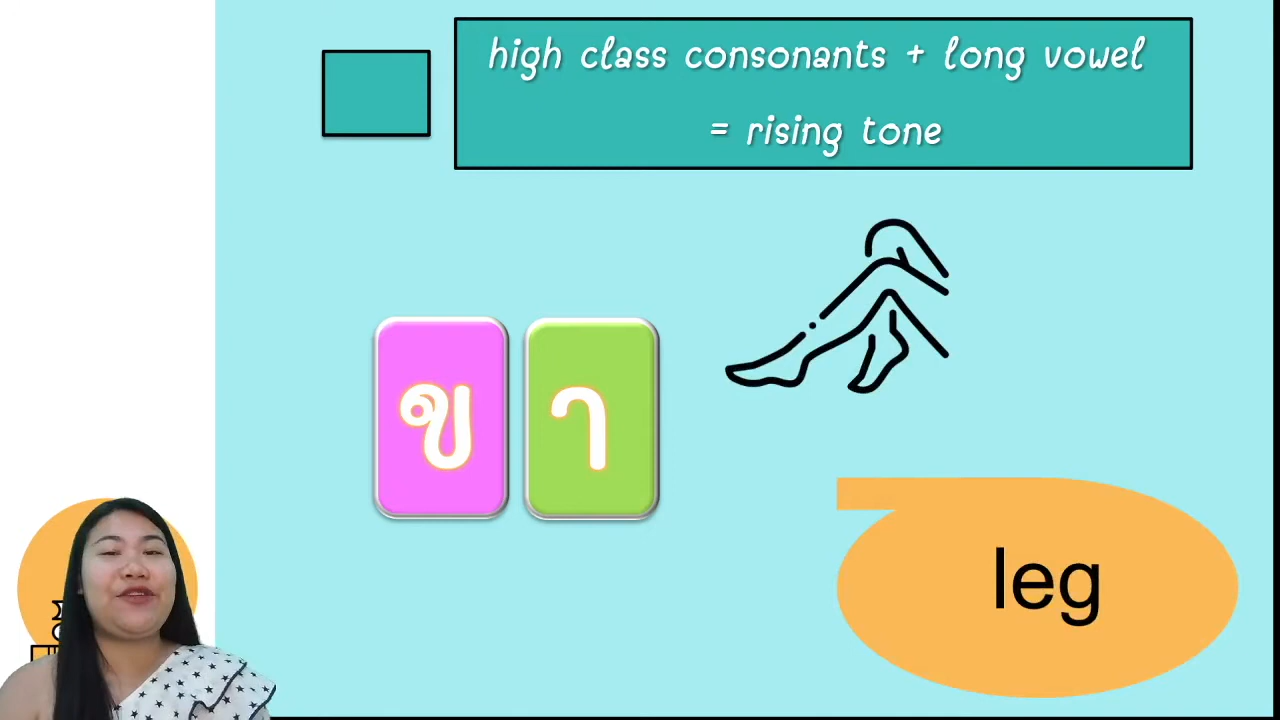 high class consonants + long vowel
= rising tone
ข า
leg